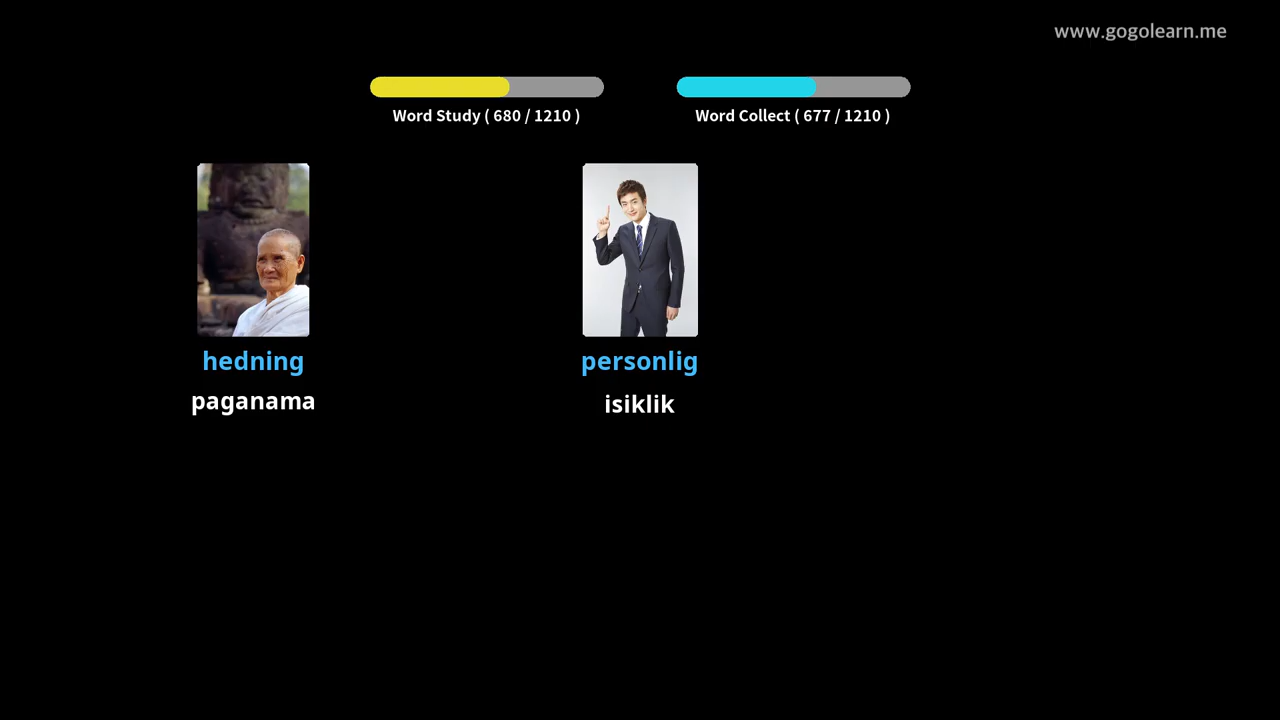 www.gogolearn.me
Word Study ( 680 / 1210 )
Word Collect ( 677 / 1210 )
hedning
paganama
personlig
isiklik